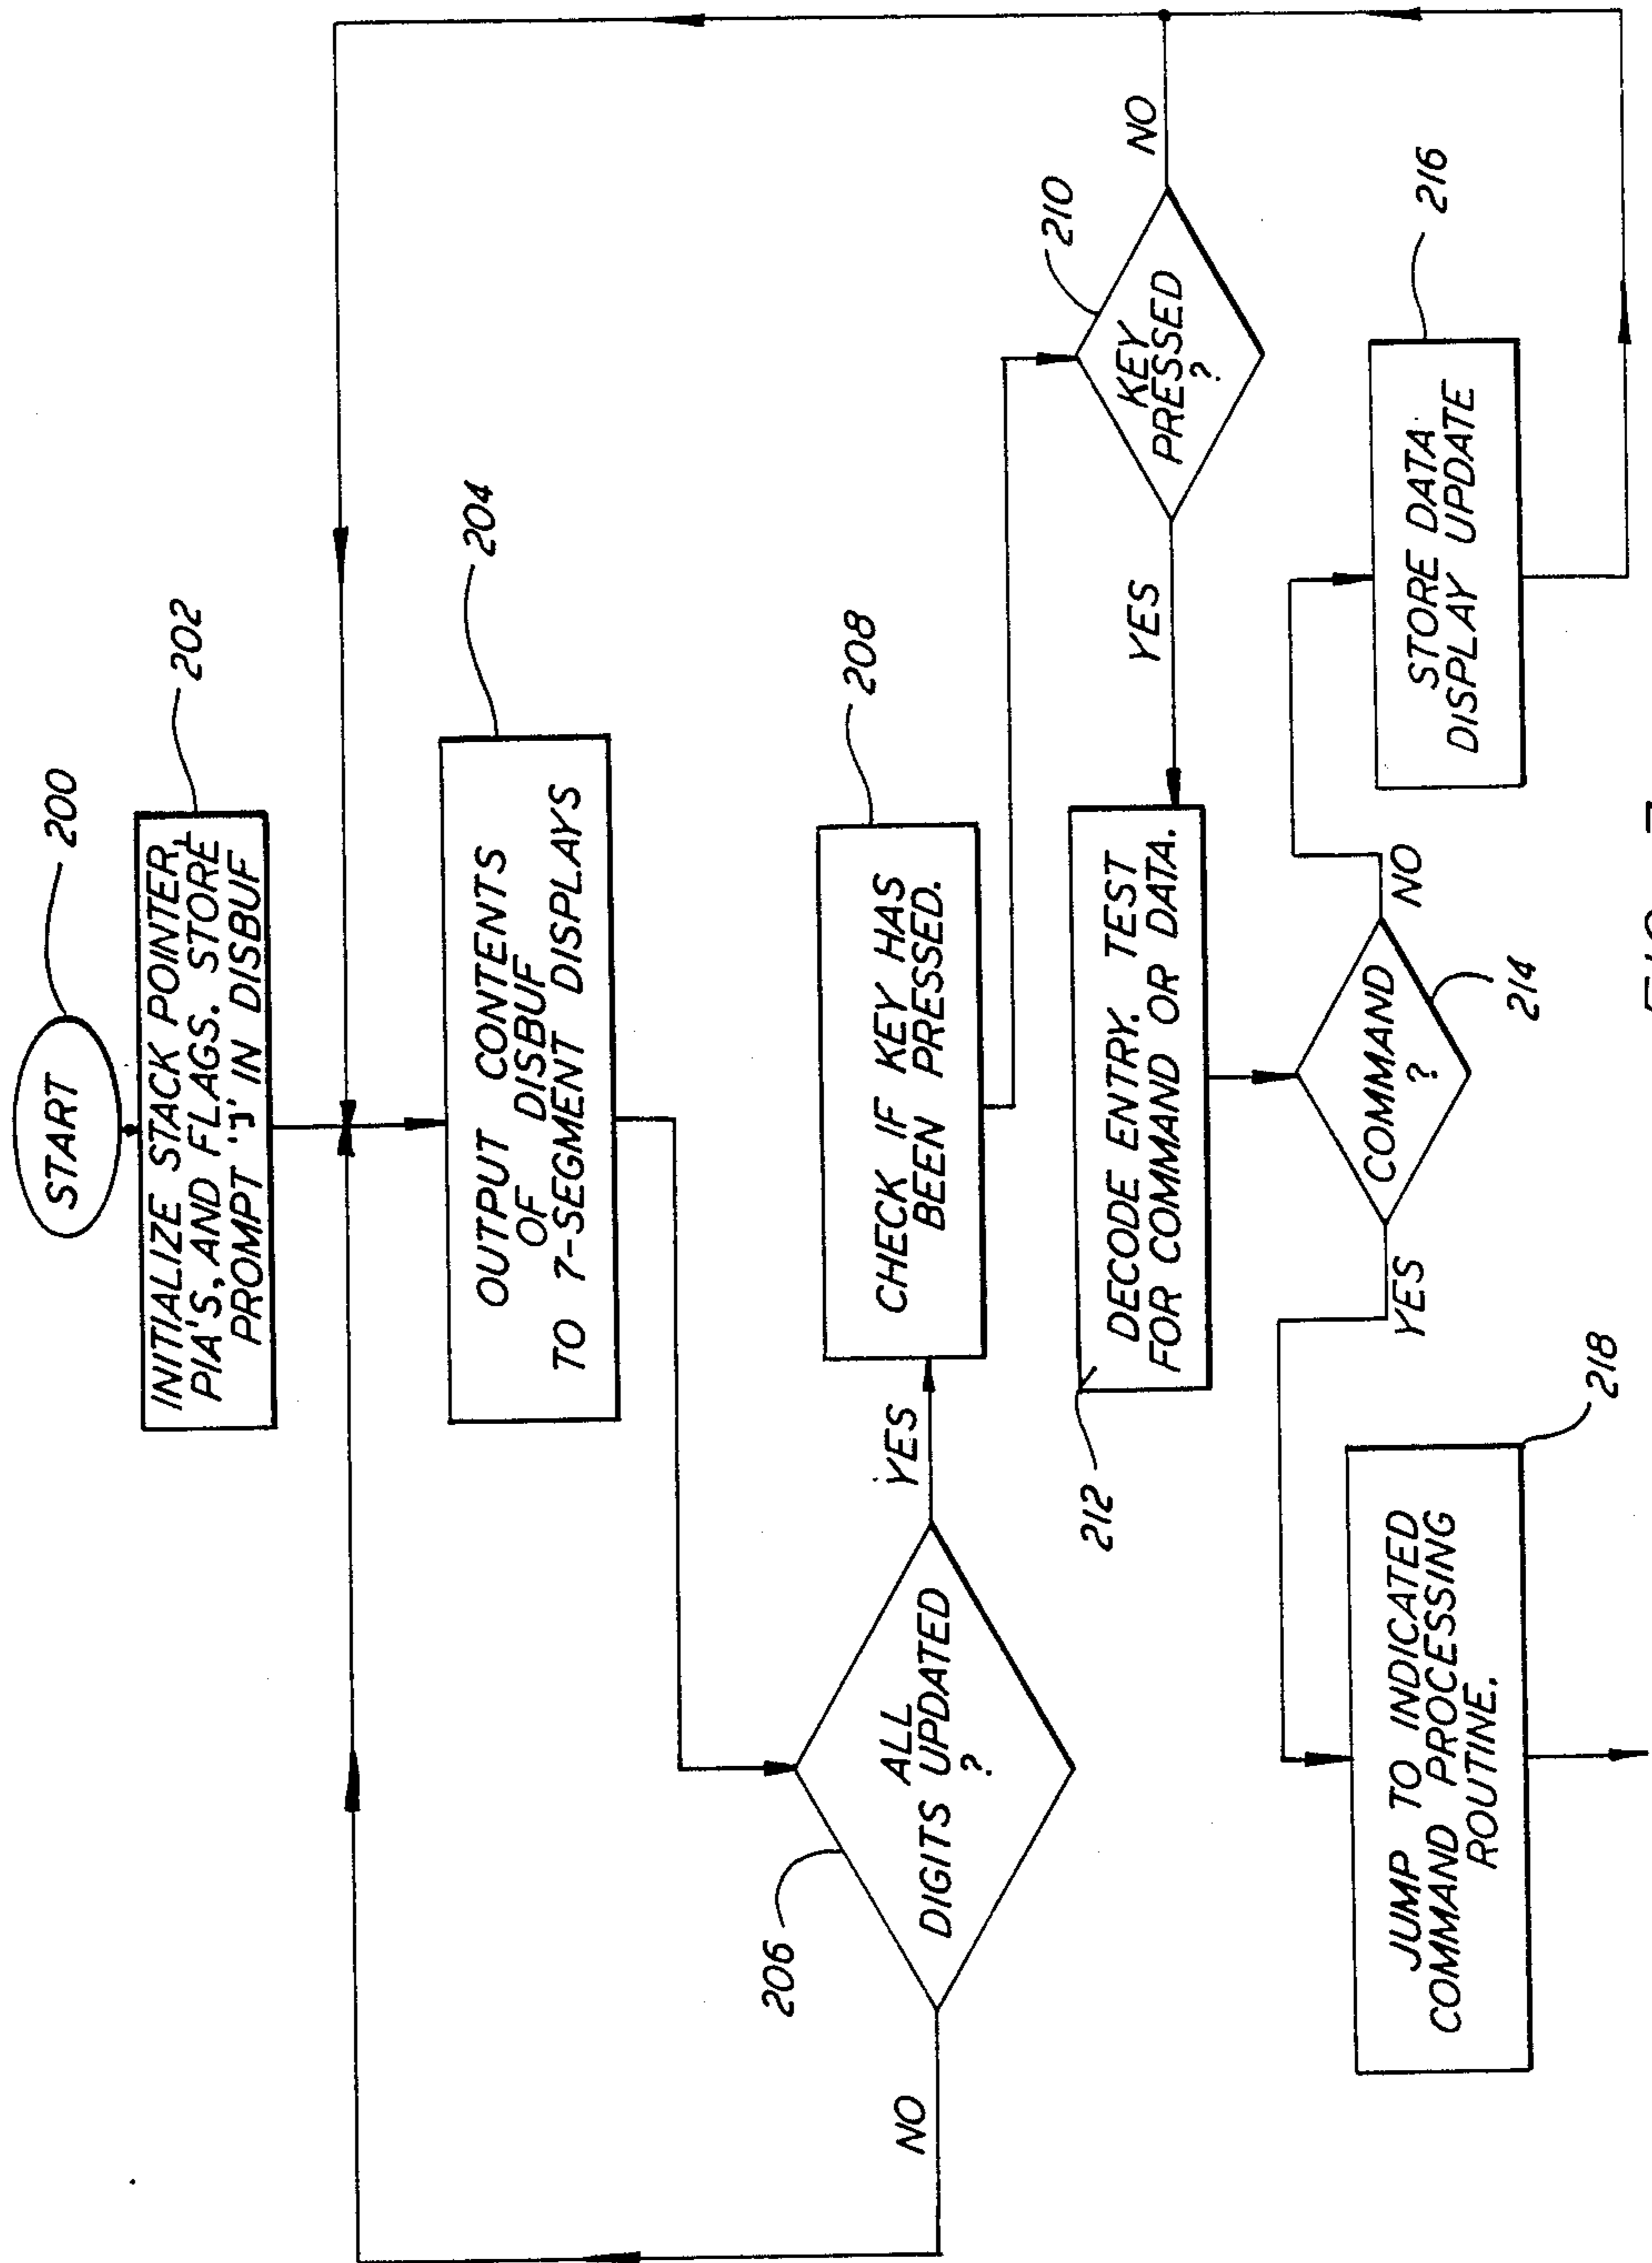 START
200
INITIALIZE STACK POINTER,
PIA'S, AND FLAGS. STORE
PROMPT ' ' IN DISBUF
202
OUTPUT CONTENTS
OF DISBUF
TO 7-SEGMENT DISPLAYS
204
ALL
DIGITS UPDATED
?
206
NO
YES
CHECK IF KEY HAS
BEEN PRESSED.
208
KEY
PRESSED
?
210
NO
YES
DECODE ENTRY. TEST
FOR COMMAND OR DATA.
212
COMMAND
?
214
YES
NO
STORE DATA
DISPLAY UPDATE
216
JUMP TO INDICATED
COMMAND PROCESSING
ROUTINE.
218